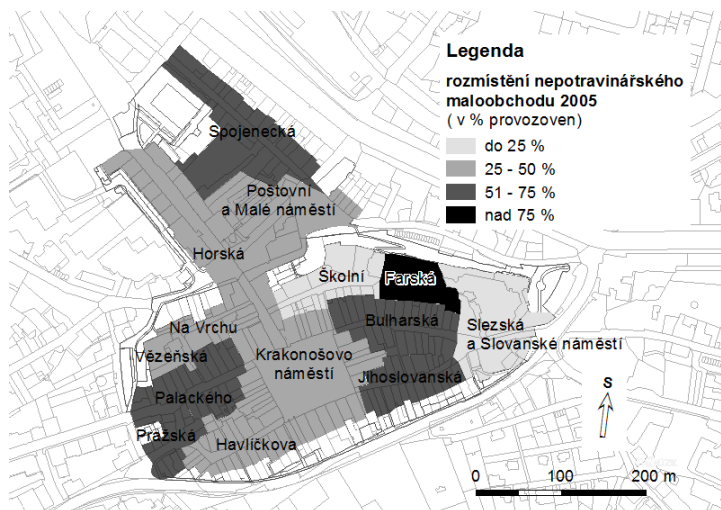 Legenda
rozmístění nepotravinářského
maloobchodu 2005
( v % provozoven)
do 25 %
25 - 50 %
51 - 75 %
nad 75 %
Spojenecká
Poštovní
a Malé náměstí
Horská
Školní
Farská
Na Vrchu
Bulharská
Slezská
a Slovanské náměstí
Vězeňská
Krakonošovo
náměstí
Jihoslovanská
Palackého
Pražská
Havlíčkova
S
0 100 200 m